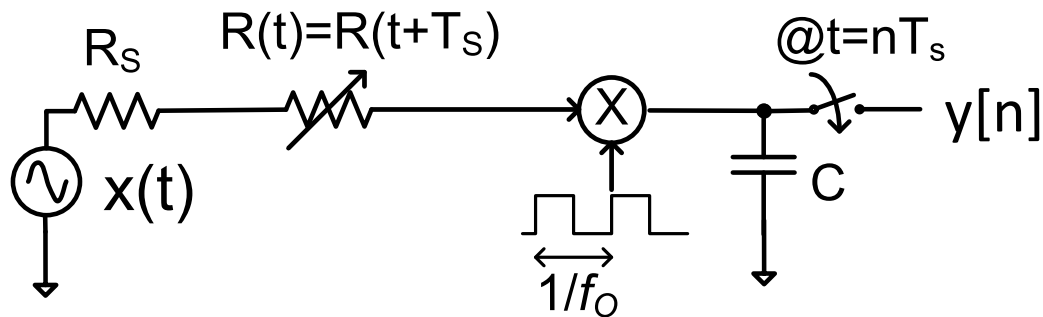 R_S
R(t)=R(t+T_S)
@t=nT_s
x(t)
X
y[n]
C
1/f_O